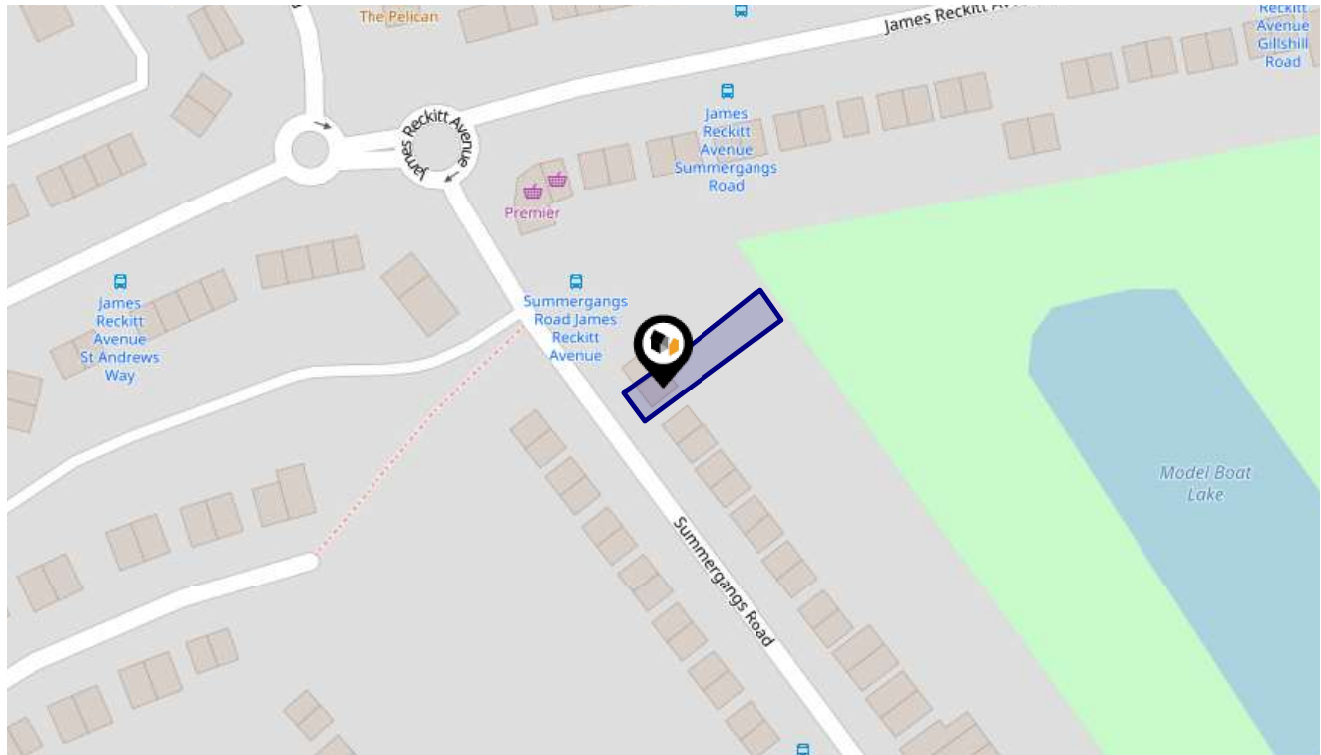 The Pelican
James Reckitt Av
Reckitt
Avenue
Gillshill
Road
James Reckitt Avenue
James
Reckitt
Avenue
Summergangs
Road
Premier
James
Reckitt
Avenue
St Andrews
Way
Summergangs
Road James
Reckitt
Avenue
Model Boat
Lake
Summergangs Road